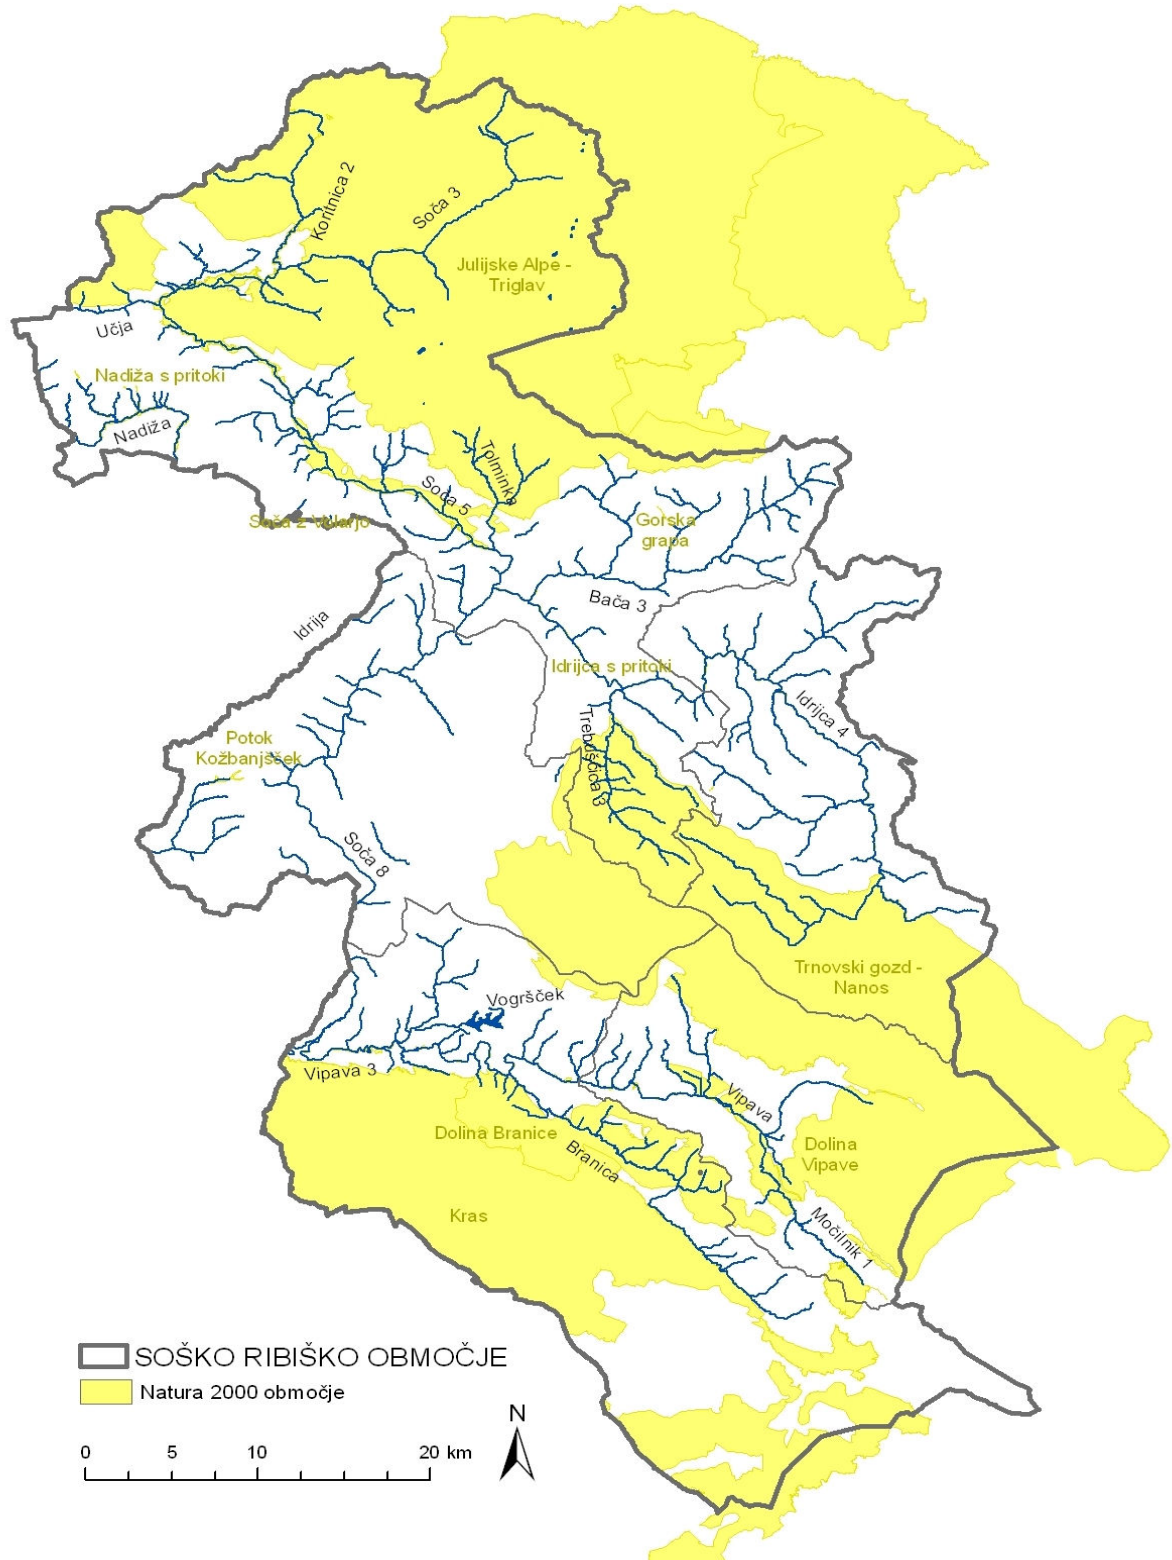 Koritnica 2
Soča 3
Julijske Alpe -
Triglav
Učja
Nadiža s pritoki
Nadiža
Tolminka
Soča 5
Soča z Volarjo
Gorska
grapa
Bača 3
Idrija
Idrijca s pritoki
Idrijca 4
Trebuščica 3
Potok
Kožbanjšček
Soča 8
Trnovski gozd -
Nanos
Vogršček
Vipava 3
Vipava
Dolina Branice
Branica
Dolina
Vipave
Kras
Močilnik 1
SOŠKO RIBIŠKO OBMOČJE
Natura 2000 območje
N
0 5 10 20 km